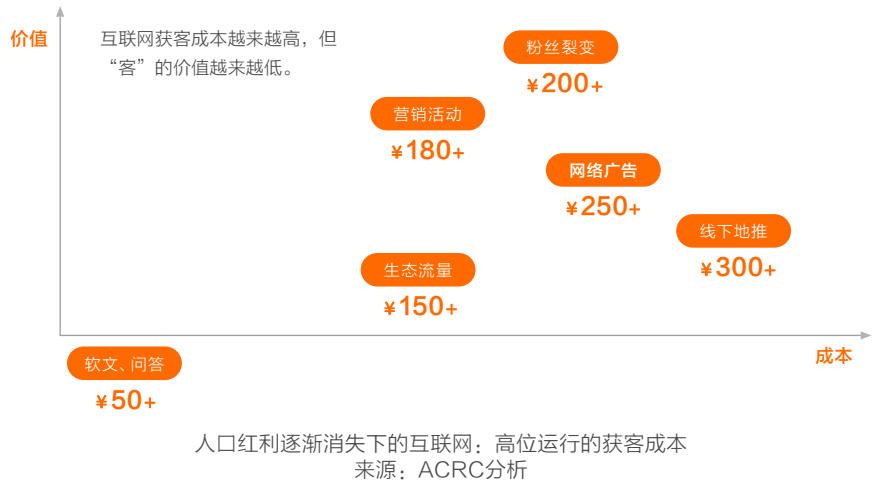 价值
互联网获客成本越来越高，但
“客”的价值越来越低。
粉丝裂变
¥200+
营销活动
¥180+
网络广告
¥250+
线下地推
¥300+
生态流量
¥150+
成本
软文、问答
¥50+
人口红利逐渐消失下的互联网：高位运行的获客成本
来源：ACRC分析